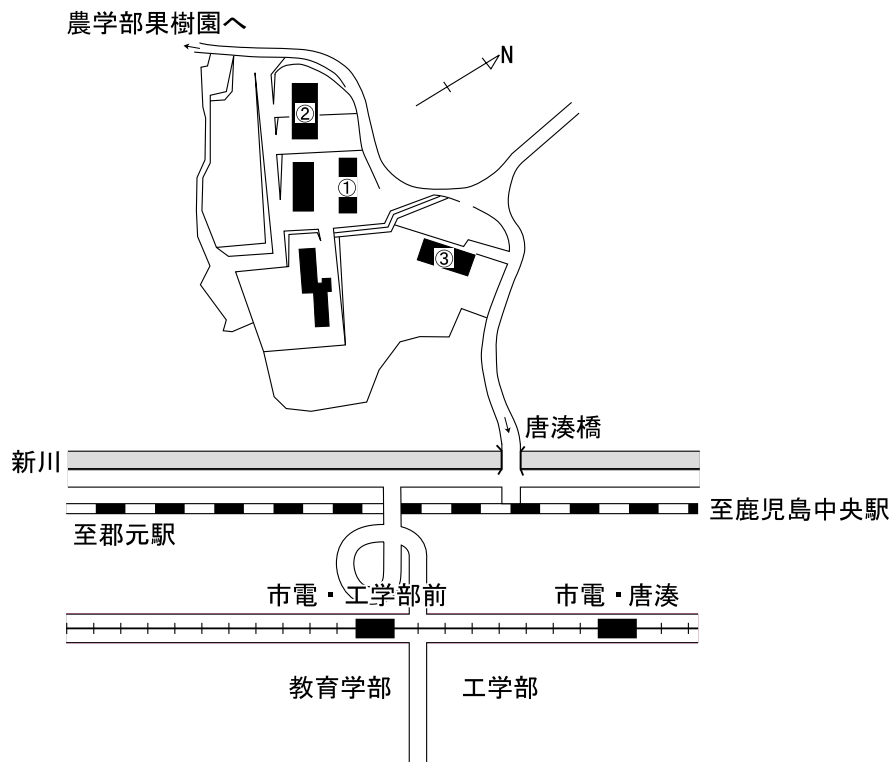 農学部果樹園へ
N
②
①
③
唐湊橋
新川
至鹿児島中央駅
至郡元駅
市電・工学部前
市電・唐湊
教育学部
工学部